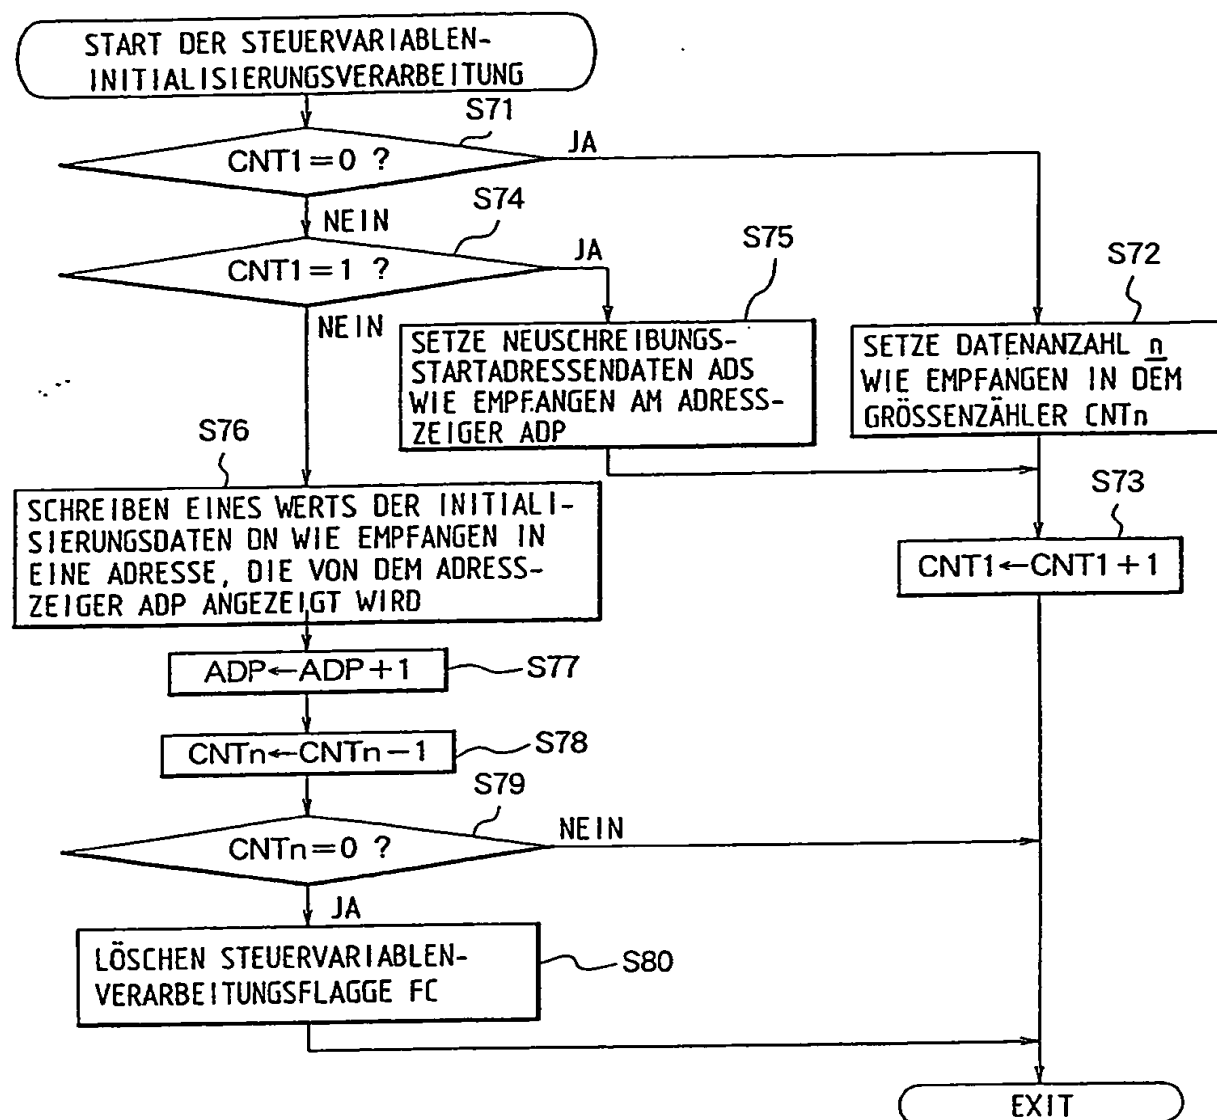 START DER STEUERVARIABLEN-
INITIALISIERUNGSVERARBEITUNG
S71
CNT1=0 ?
JA
NEIN
S74
CNT1=1 ?
JA
NEIN
S75
SETZE NEUSCHREIBUNGS-
STARTADRESSENDATEN ADS
WIE EMPFANGEN AM ADRESS-
ZEIGER ADP
S72
SETZE DATENANZAHL n
WIE EMPFANGEN IN DEM
GRÖSSENZÄHLER CNTn
S73
CNT1←CNT1+1
S76
SCHREIBEN EINES WERTS DER INITIALI-
SIERUNGSDATEN DN WIE EMPFANGEN IN
EINE ADRESSE, DIE VON DEM ADRESS-
ZEIGER ADP ANGEZEIGT WIRD
ADP←ADP+1
S77
CNTn←CNTn-1
S78
S79
CNTn=0 ?
NEIN
JA
LÖSCHEN STEUERVARIABLEN-
VERARBEITUNGSFLAGGE FC
S80
EXIT